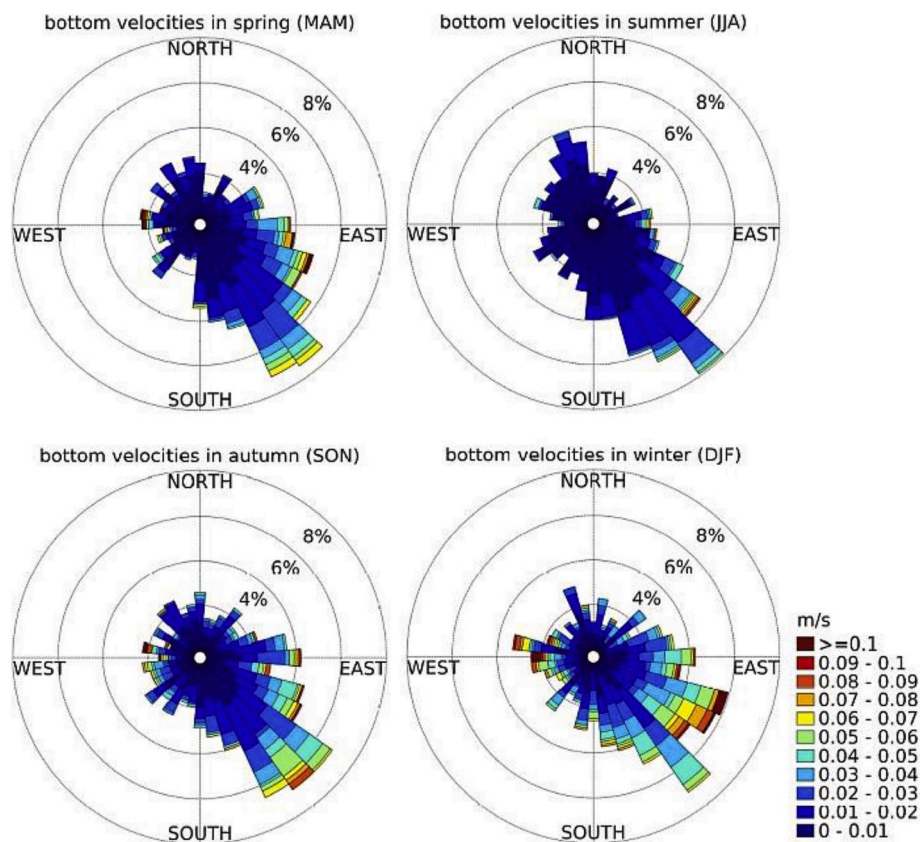 bottom velocities in spring (MAM)
NORTH
8%
6%
4%
WEST
EAST
SOUTH
bottom velocities in summer (JJA)
NORTH
8%
6%
4%
WEST
EAST
SOUTH
bottom velocities in autumn (SON)
NORTH
8%
6%
4%
WEST
EAST
SOUTH
bottom velocities in winter (DJF)
NORTH
8%
6%
4%
WEST
EAST
SOUTH
m/s
>=0.1
0.09 - 0.1
0.08 - 0.09
0.07 - 0.08
0.06 - 0.07
0.05 - 0.06
0.04 - 0.05
0.03 - 0.04
0.02 - 0.03
0.01 - 0.02
0 - 0.01